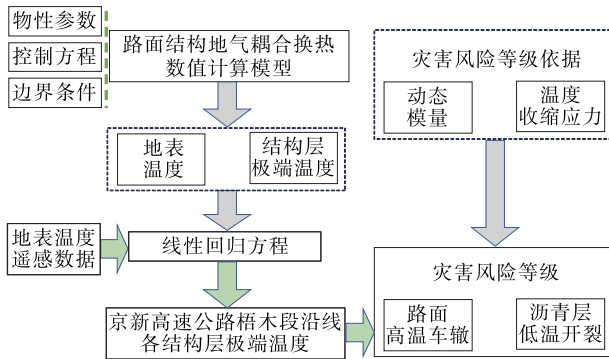 物性参数
控制方程
边界条件
路面结构地气耦合换热
数值计算模型
地表
温度
结构层
极端温度
地表温度
遥感数据
线性回归方程
京新高速公路梧木段沿线
各结构层极端温度
灾害风险等级依据
动态
模量
温度
收缩应力
灾害风险等级
路面
高温车辙
沥青层
低温开裂